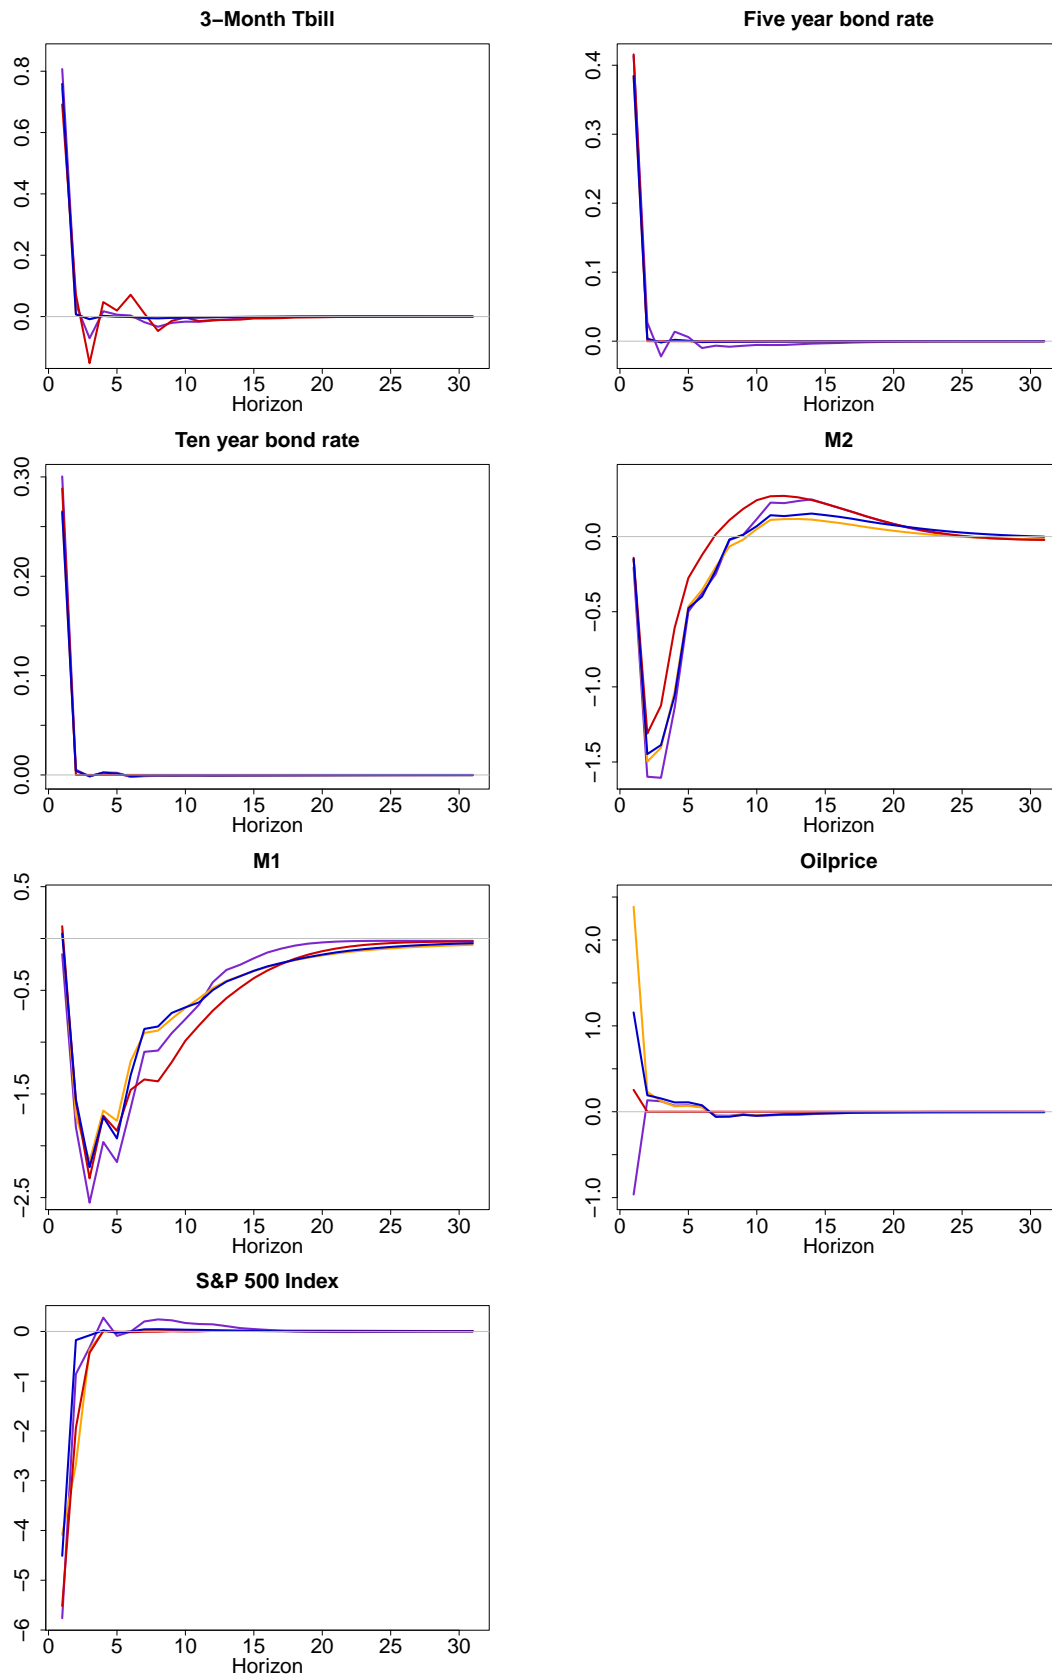 3−Month Tbill
0.8
0.6
0.4
0.2
0.0
0 5 10 15 20 25 30
Horizon
Five year bond rate
0.4
0.3
0.2
0.1
0.0
0 5 10 15 20 25 30
Horizon
Ten year bond rate
0.30
0.20
0.10
0.00
0 5 10 15 20 25 30
Horizon
M2
0.0
−0.5
−1.0
−1.5
0 5 10 15 20 25 30
Horizon
M1
0.5
−0.5
−1.5
−2.5
0 5 10 15 20 25 30
Horizon
Oilprice
2.0
1.0
0.0
−1.0
0 5 10 15 20 25 30
Horizon
S&P 500 Index
0
−1
−2
−3
−4
−5
−6
0 5 10 15 20 25 30
Horizon